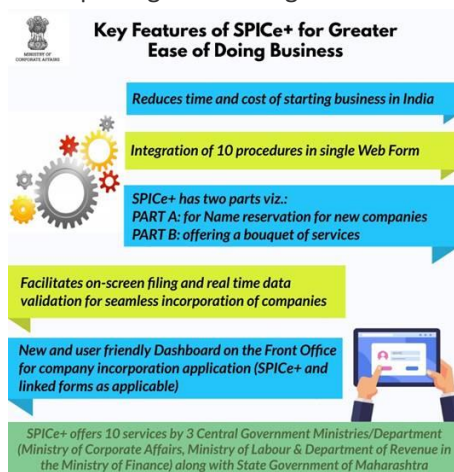 Key Features of SPICe+ for Greater
Ease of Doing Business
MINISTRY OF
CORPORATE AFFAIRS
Reduces time and cost of starting business in India
Integration of 10 procedures in single Web Form
SPICe+ has two parts viz.:
PART A: for Name reservation for new companies
PART B: offering a bouquet of services
Facilitates on-screen filing and real time data
validation for seamless incorporation of companies
New and user friendly Dashboard on the Front Office
for company incorporation application (SPICe+ and
linked forms as applicable)
SPICe+ offers 10 services by 3 Central Government Ministries/Department
(Ministry of Corporate Affairs, Ministry of Labour & Department of Revenue in
the Ministry of Finance) along with State Government of Maharashtra